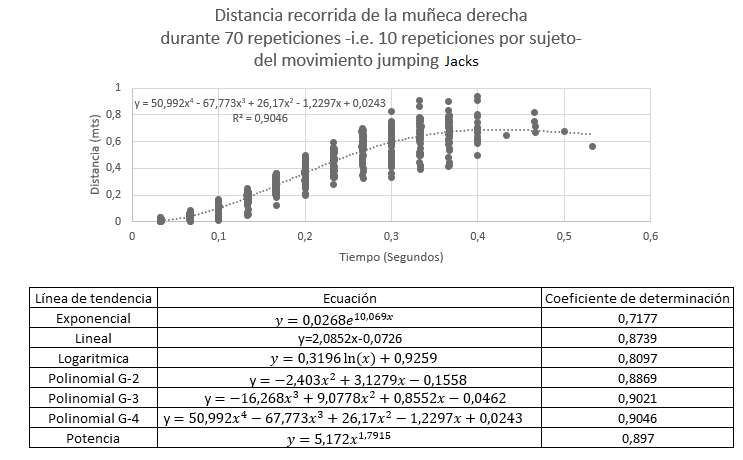 Distancia recorrida de la muñeca derecha
durante 70 repeticiones -i.e. 10 repeticiones por sujeto-
del movimiento jumping Jacks
y = 50,992x⁴ - 67,773x³ + 26,17x² - 1,2297x + 0,0243
R² = 0,9046
Distancia (mts)
1
0,8
0,6
0,4
0,2
0
0 0,1 0,2 0,3 0,4 0,5 0,6
Tiempo (Segundos)
Línea de tendencia Ecuación Coeficiente de determinación
Exponencial y = 0,0268e¹⁰,⁰⁶⁹ˣ 0,7177
Lineal y=2,0852x-0,0726 0,8739
Logaritmica y = 0,3196 ln(x) + 0,9259 0,8097
Polinomial G-2 y = −2,403x² + 3,1279x − 0,1558 0,8869
Polinomial G-3 y = −16,268x³ + 9,0778x² + 0,8552x − 0,0462 0,9021
Polinomial G-4 y = 50,992x⁴ − 67,773x³ + 26,17x² − 1,2297x + 0,0243 0,9046
Potencia y = 5,172x¹,⁷⁹¹⁵ 0,897